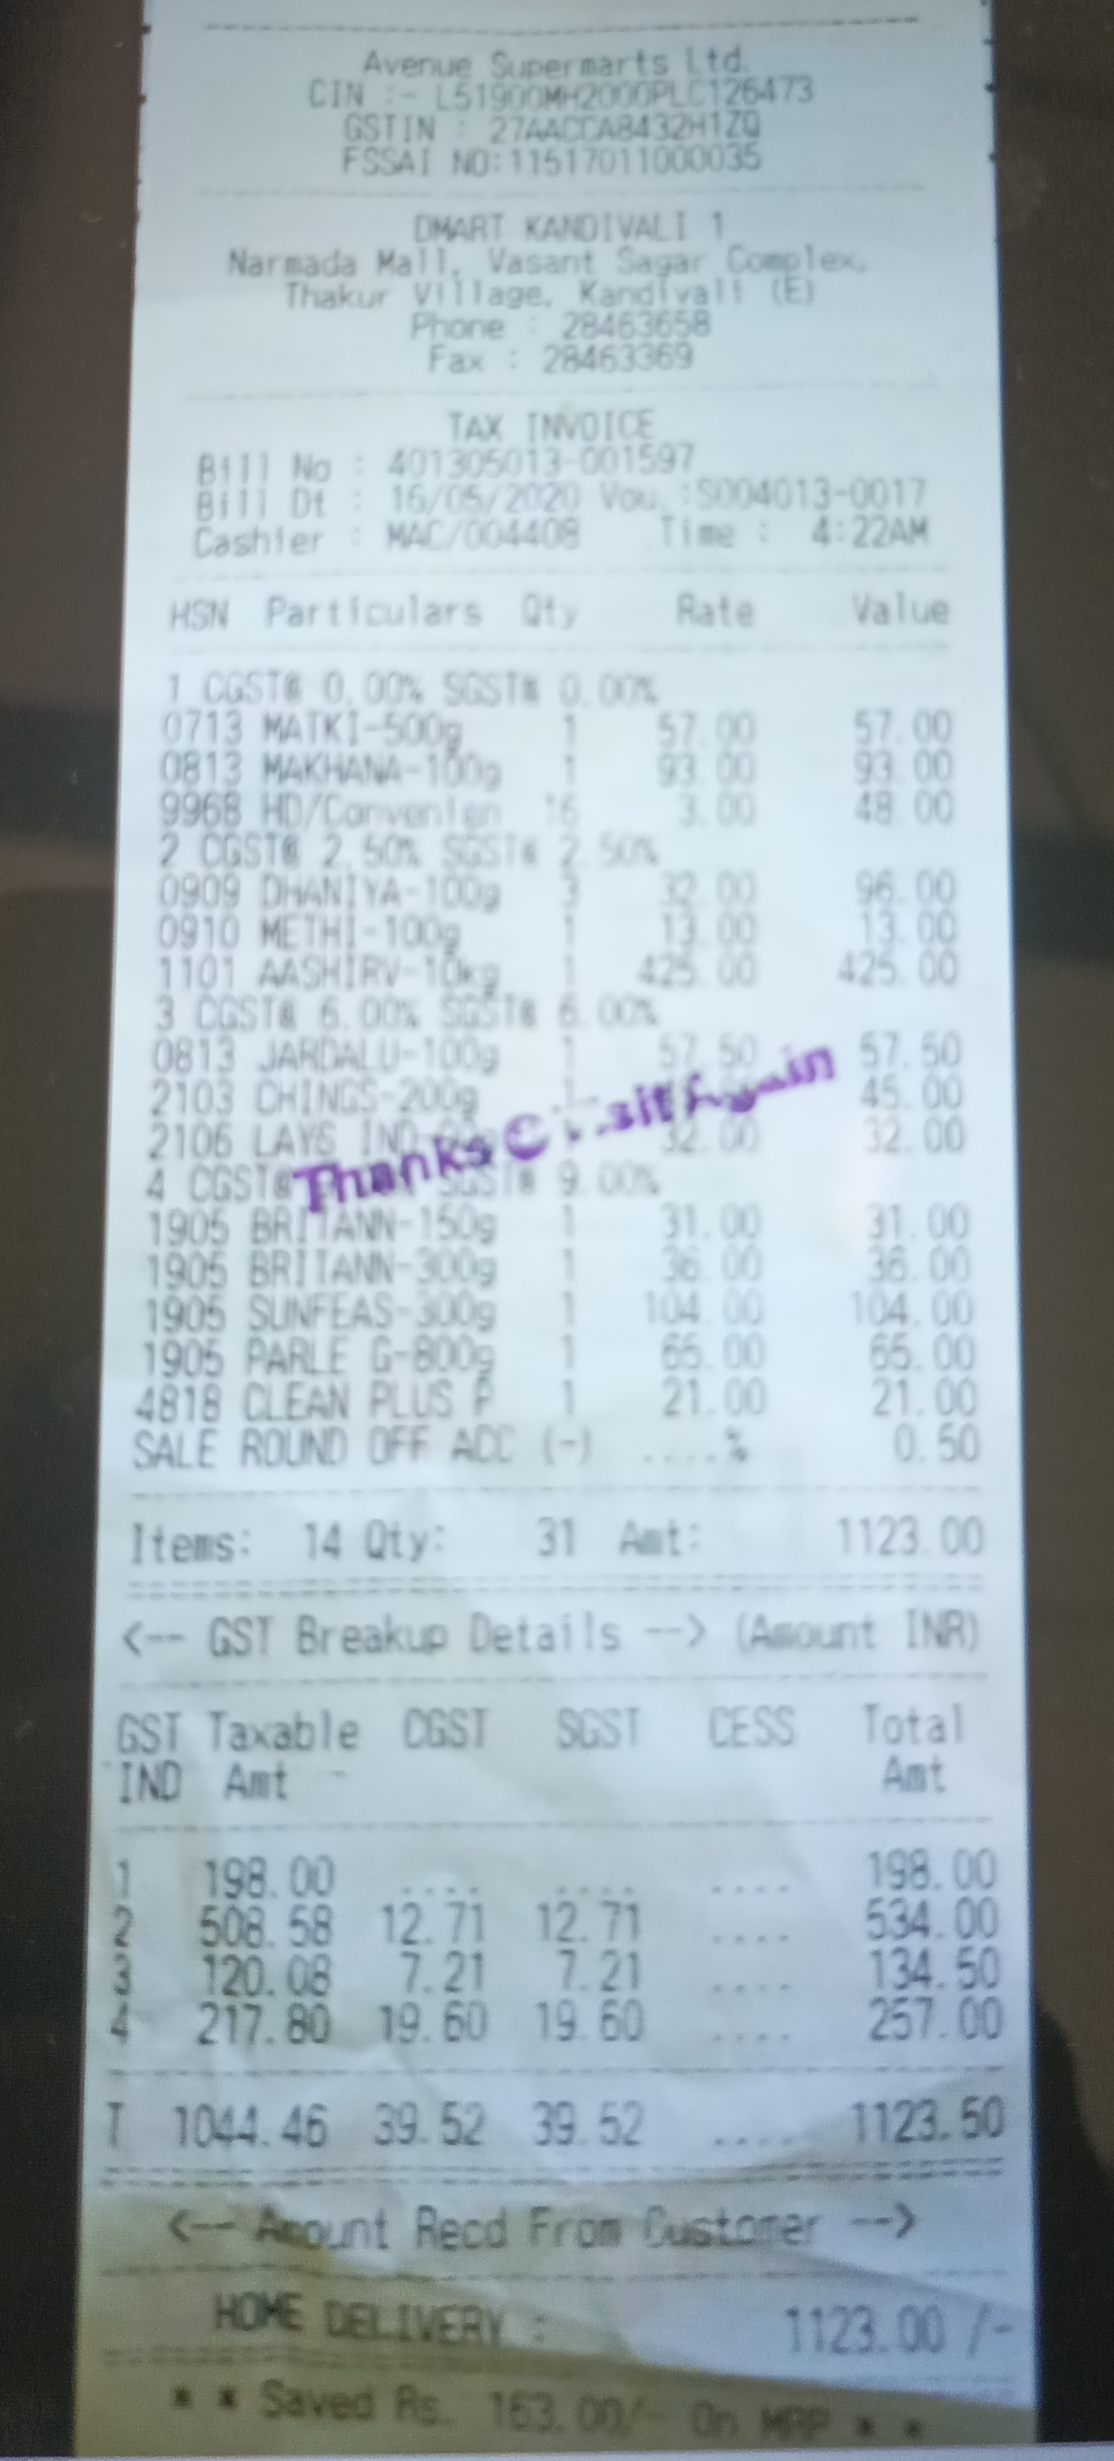 Avenue Supermarts Ltd.
CIN :- L51900MH2000PLC126473
GSTIN : 27AACCA8432H1ZQ
FSSAI NO:11517011000035
DMART KANDIVALI 1
Narmada Mall, Vasant Sagar Complex,
Thakur Village, Kandivali (E)
Phone : 28463658
Fax : 28463369
TAX INVOICE
Bill No : 401305013-001597
Bill Dt : 16/05/2020 Vou. :S004013-0017
Cashier : MAC/004408 Time : 4:22AM
HSN Particulars Qty Rate Value
1 CGST@ 0.00% SGST@ 0.00%
0713 MATKI-500g 1 57.00 57.00
0813 MAKHANA-100g 1 93.00 93.00
9968 HD/Convenien 16 3.00 48.00
2 CGST@ 2.50% SGST@ 2.50%
0909 DHANIYA-100g 3 32.00 96.00
0910 METHI-100g 1 13.00 13.00
1101 AASHIRV-10kg 1 425.00 425.00
3 CGST@ 6.00% SGST@ 6.00%
0813 JARDALU-100g 1 57.50 57.50
2103 CHINGS-200g 45.00
2106 LAYS IND 32.00 32.00
Thanks Again
4 CGST@ SGST@ 9.00%
1905 BRITANN-150g 1 31.00 31.00
1905 BRITANN-300g 1 36.00 36.00
1905 SUNFEAS-300g 1 104.00 104.00
1905 PARLE G-800g 1 65.00 65.00
4818 CLEAN PLUS P 1 21.00 21.00
SALE ROUND OFF ACC (-) ....% 0.50
Items: 14 Qty: 31 Amt: 1123.00
<-- GST Breakup Details --> (Amount INR)
GST Taxable CGST SGST CESS Total
IND Amt Amt
1 198.00 .... .... .... 198.00
2 508.58 12.71 12.71 .... 534.00
3 120.08 7.21 7.21 .... 134.50
4 217.80 19.60 19.60 .... 257.00
T 1044.46 39.52 39.52 .... 1123.50
<-- Amount Recd From Customer -->
HOME DELIVERY : 1123.00 /-
* * Saved Rs. 163.00/- On MRP * *